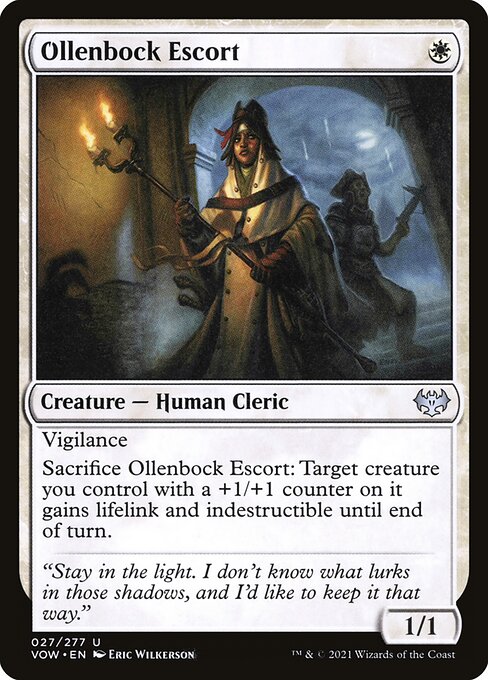 Ollenbock Escort
Creature — Human Cleric
Vigilance
Sacrifice Ollenbock Escort: Target creature
you control with a +1/+1 counter on it
gains lifelink and indestructible until end
of turn.
“Stay in the light. I don’t know what lurks
in those shadows, and I’d like to keep it that
way.”
1/1
027/277 U
VOW • EN Eric Wilkerson
™ & © 2021 Wizards of the Coast